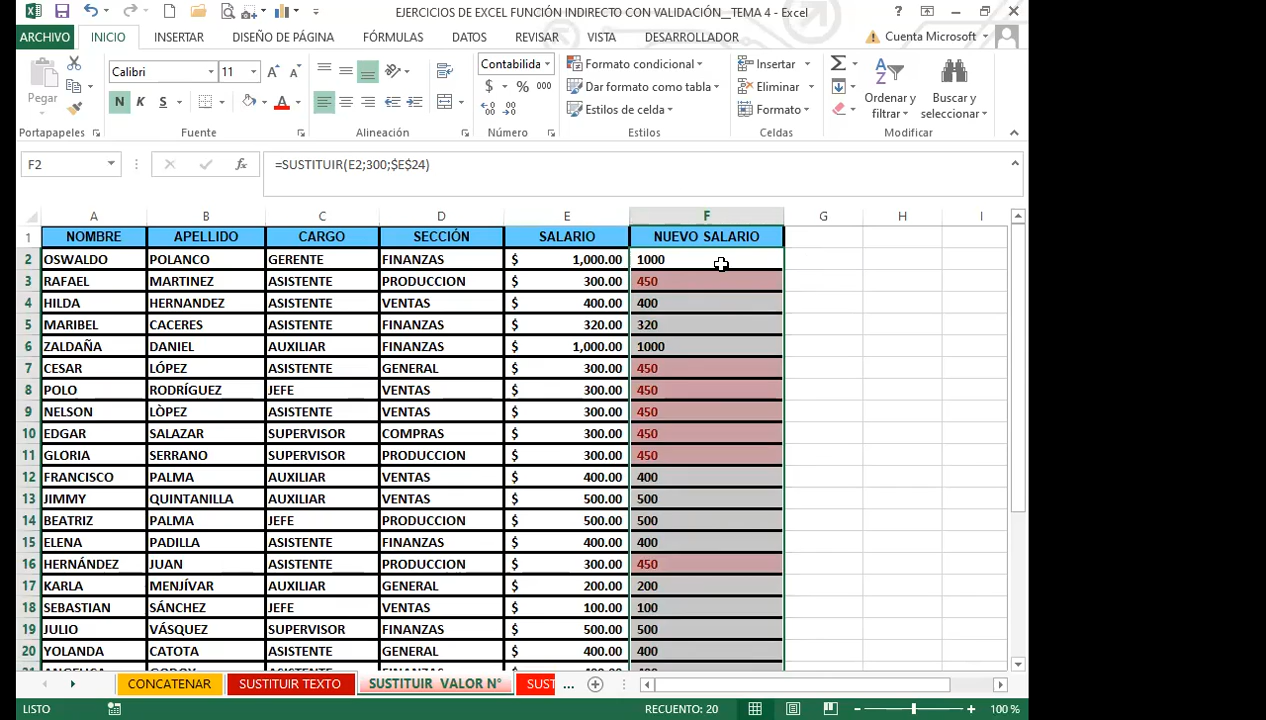 EJERCICIOS DE EXCEL FUNCIÓN INDIRECTO CON VALIDACIÓN__TEMA 4 - Excel
ARCHIVO INICIO INSERTAR DISEÑO DE PÁGINA FÓRMULAS DATOS REVISAR VISTA DESARROLLADOR Cuenta Microsoft
Pegar
Calibri 11
N K S
Contabilida
$ % 000
Formato condicional
Dar formato como tabla
Estilos de celda
Insertar
Eliminar
Formato
Ordenar y filtrar
Buscar y seleccionar
Portapapeles Fuente Alineación Número Estilos Celdas Modificar
F2 fx =SUSTITUIR(E2;300;$E$24)
A B C D E F G H I
1 NOMBRE APELLIDO CARGO SECCIÓN SALARIO NUEVO SALARIO
2 OSWALDO POLANCO GERENTE FINANZAS $ 1,000.00 1000
3 RAFAEL MARTINEZ ASISTENTE PRODUCCION $ 300.00 450
4 HILDA HERNANDEZ ASISTENTE VENTAS $ 400.00 400
5 MARIBEL CACERES ASISTENTE FINANZAS $ 320.00 320
6 ZALDAÑA DANIEL AUXILIAR FINANZAS $ 1,000.00 1000
7 CESAR LÓPEZ ASISTENTE GENERAL $ 300.00 450
8 POLO RODRÍGUEZ JEFE VENTAS $ 300.00 450
9 NELSON LÒPEZ ASISTENTE VENTAS $ 300.00 450
10 EDGAR SALAZAR SUPERVISOR COMPRAS $ 300.00 450
11 GLORIA SERRANO SUPERVISOR PRODUCCION $ 300.00 450
12 FRANCISCO PALMA AUXILIAR VENTAS $ 400.00 400
13 JIMMY QUINTANILLA AUXILIAR VENTAS $ 500.00 500
14 BEATRIZ PALMA JEFE PRODUCCION $ 500.00 500
15 ELENA PADILLA ASISTENTE FINANZAS $ 400.00 400
16 HERNÁNDEZ JUAN ASISTENTE PRODUCCION $ 300.00 450
17 KARLA MENJÍVAR AUXILIAR GENERAL $ 200.00 200
18 SEBASTIAN SÁNCHEZ JEFE VENTAS $ 100.00 100
19 JULIO VÁSQUEZ SUPERVISOR FINANZAS $ 500.00 500
20 YOLANDA CATOTA ASISTENTE GENERAL $ 400.00 400
CONCATENAR SUSTITUIR TEXTO SUSTITUIR VALOR N° SUST ...
LISTO RECUENTO: 20 100 %